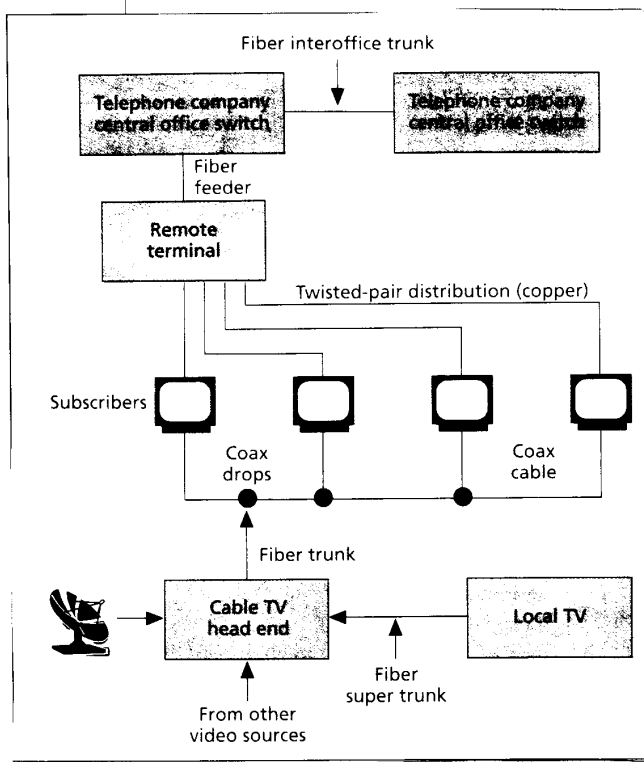 Fiber interoffice trunk
Telephone company
central office switch
Telephone company
central office switch
Fiber
feeder
Remote
terminal
Twisted-pair distribution (copper)
Subscribers
Coax
drops
Coax
cable
Fiber trunk
Cable TV
head end
Local TV
Fiber
super trunk
From other
video sources